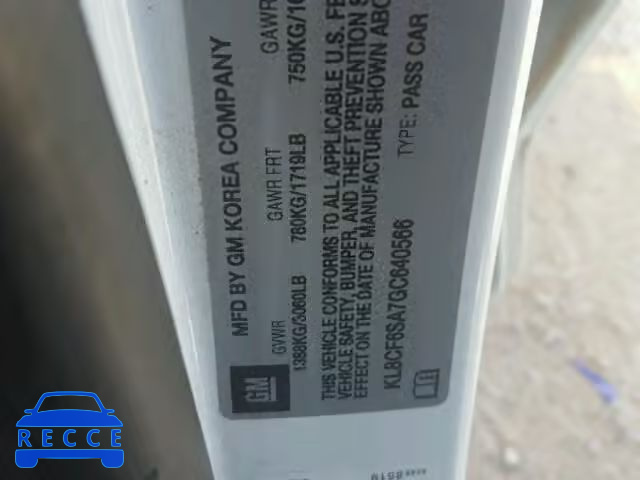 MFD BY GM KOREA COMPANY
GVWR GAWR FRT GAWR
1388KG/3060LB 780KG/1719LB 750KG/
THIS VEHICLE CONFORMS TO ALL APPLICABLE U.S. FE
VEHICLE SAFETY, BUMPER, AND THEFT PREVENTION S
EFFECT ON THE DATE OF MANUFACTURE SHOWN ABO
KL8CF6SA7GC640566 TYPE: PASS CAR
GM
RECCE